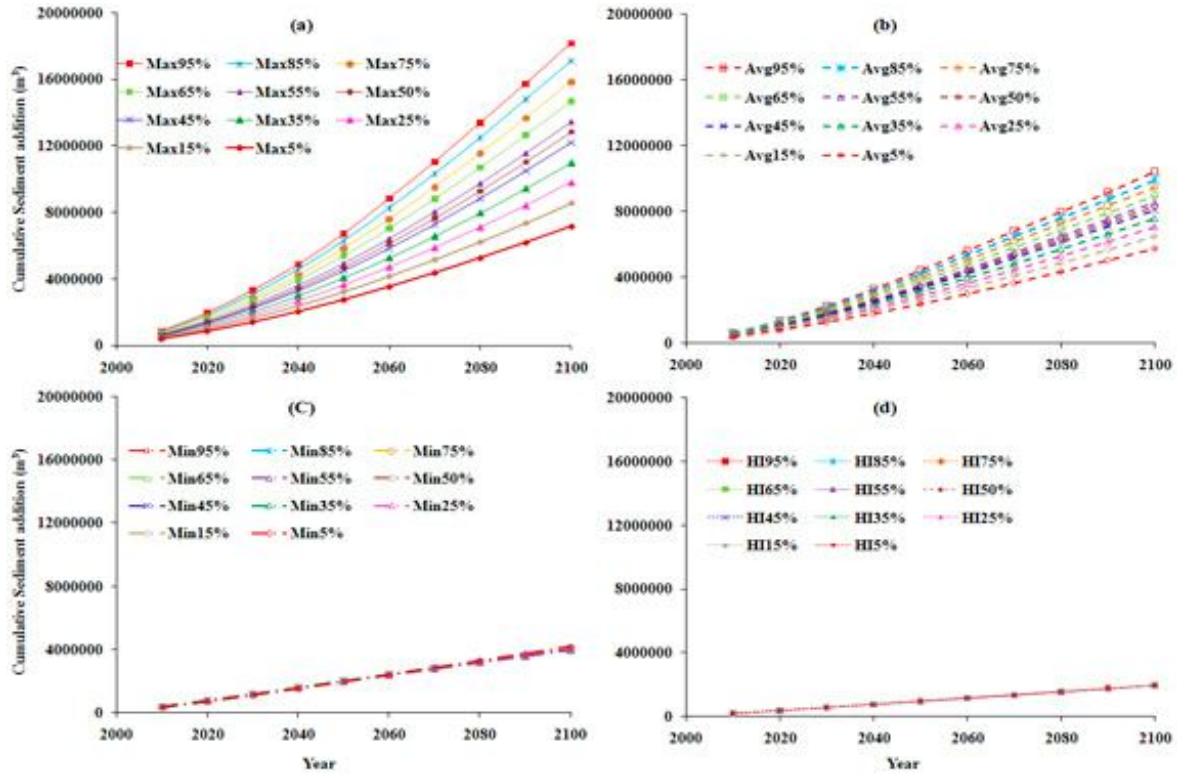 (a)
20000000
16000000
12000000
8000000
4000000
0
Cumulative Sediment addition (m³)
Max95% Max85% Max75%
Max65% Max55% Max50%
Max45% Max35% Max25%
Max15% Max5%
2000 2020 2040 2060 2080 2100
(b)
20000000
16000000
12000000
8000000
4000000
0
Avg95% Avg85% Avg75%
Avg65% Avg55% Avg50%
Avg45% Avg35% Avg25%
Avg15% Avg5%
2000 2020 2040 2060 2080 2100
(C)
20000000
16000000
12000000
8000000
4000000
0
Cumulative Sediment addition (m³)
Min95% Min85% Min75%
Min65% Min55% Min50%
Min45% Min35% Min25%
Min15% Min5%
2000 2020 2040 2060 2080 2100
Year
(d)
20000000
16000000
12000000
8000000
4000000
0
HI95% HI85% HI75%
HI65% HI55% HI50%
HI45% HI35% HI25%
HI15% HI5%
2000 2020 2040 2060 2080 2100
Year